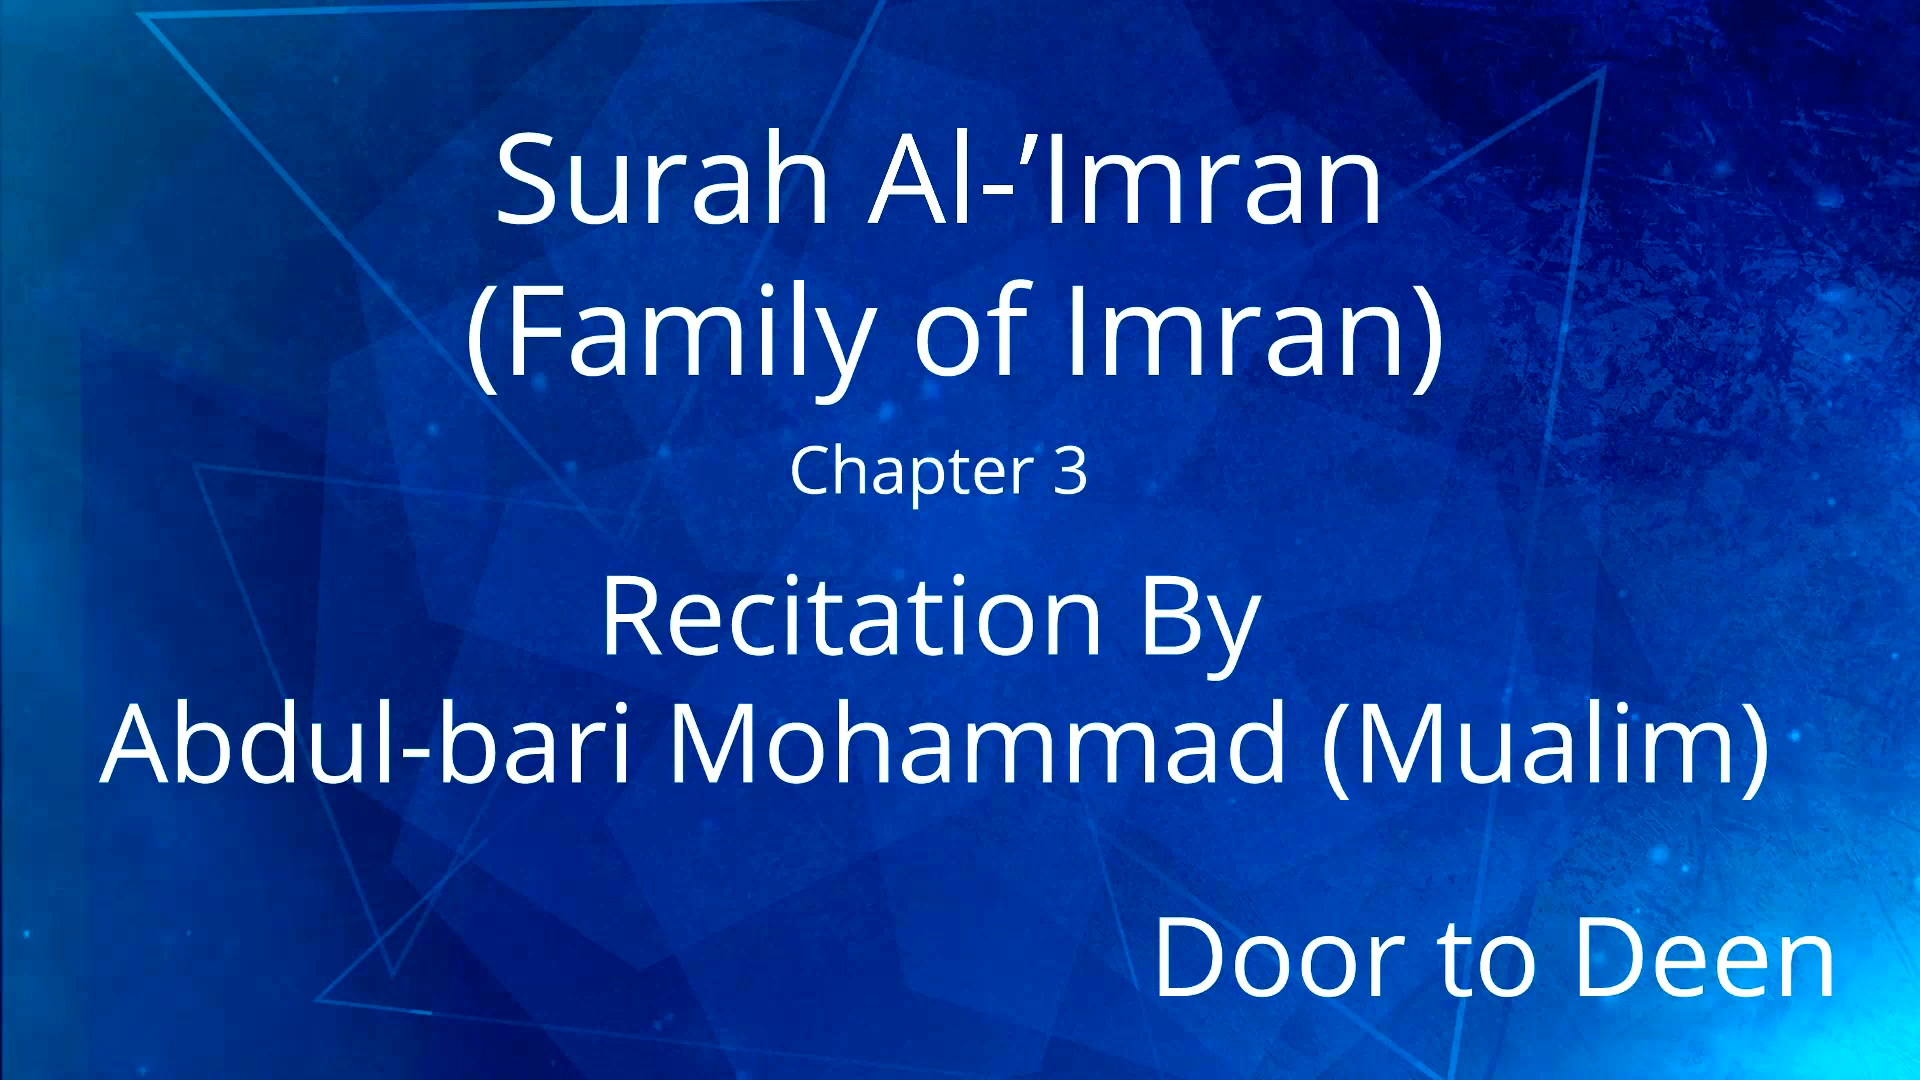 Surah Al-’Imran
(Family of Imran)
Chapter 3
Recitation By
Abdul-bari Mohammad (Mualim)
Door to Deen